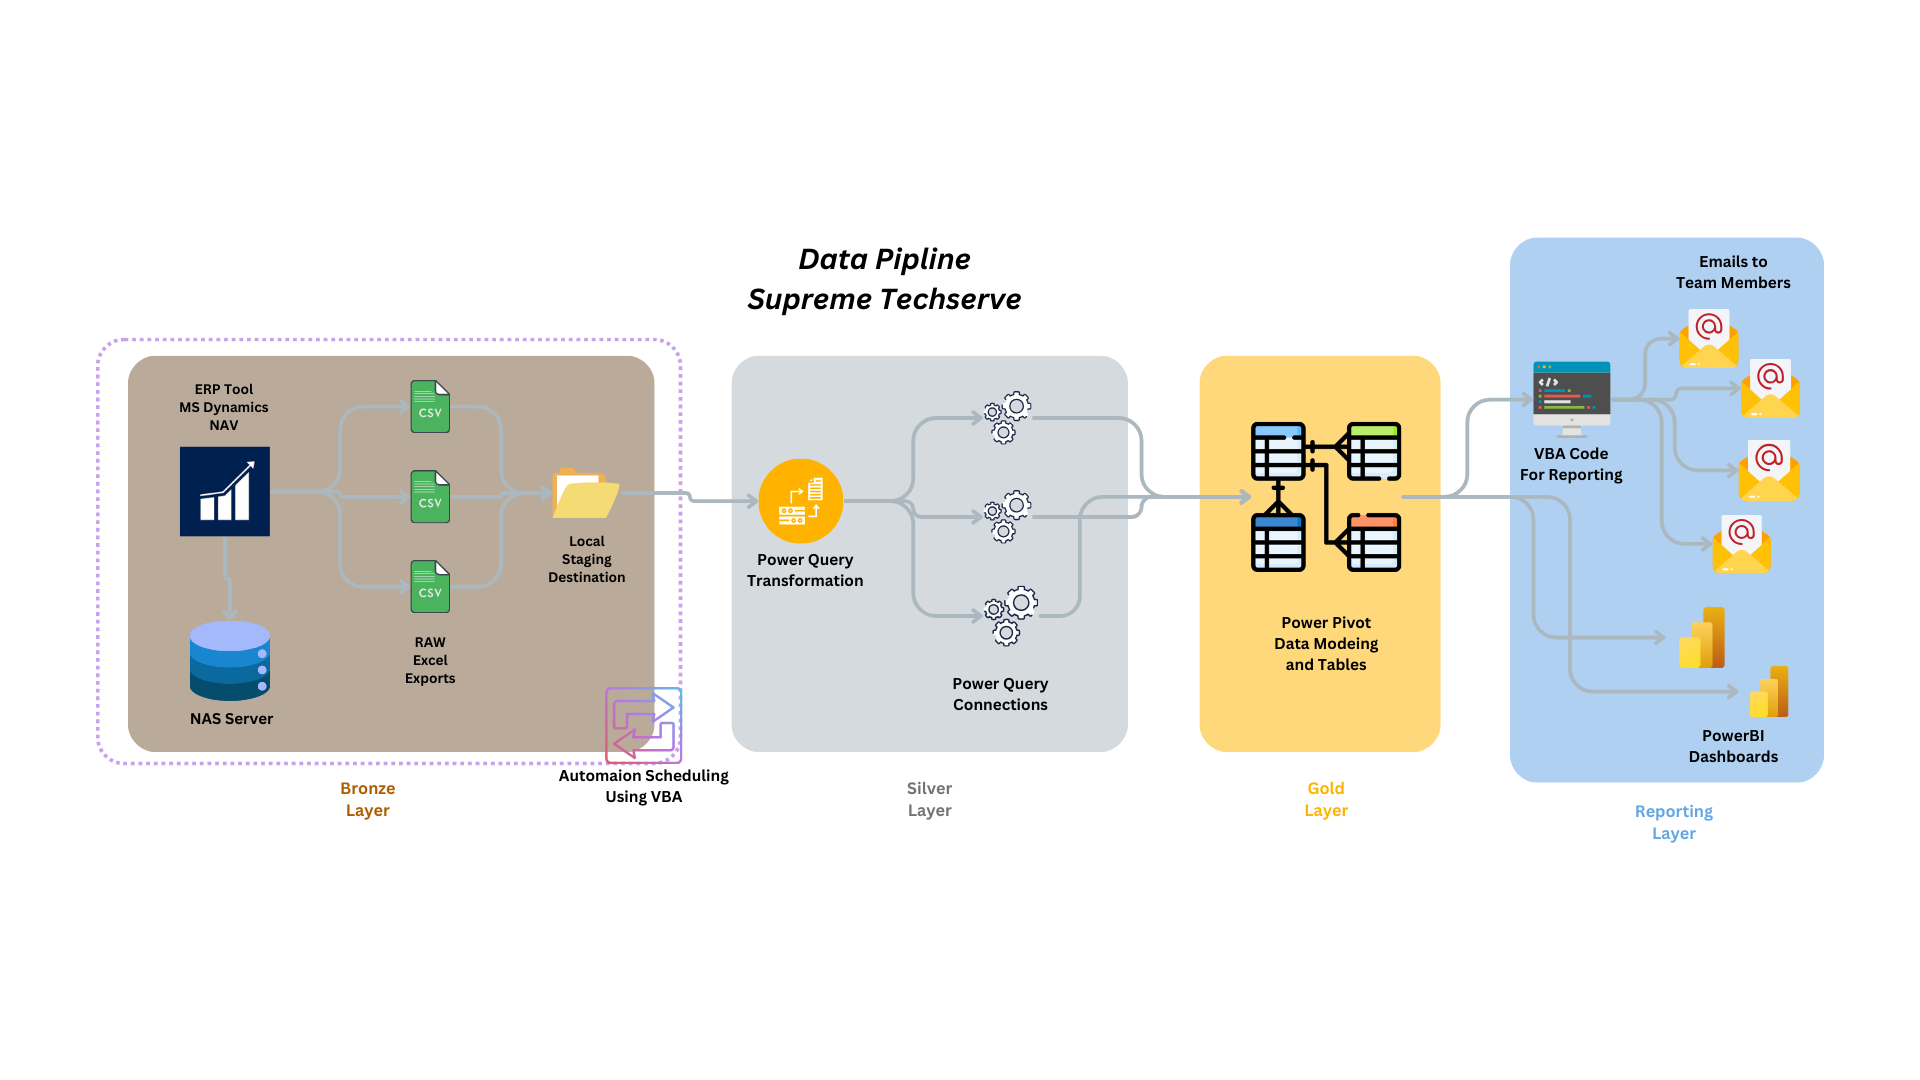 Data Pipline
Supreme Techserve
ERP Tool
MS Dynamics
NAV
CSV
CSV
CSV
RAW
Excel
Exports
NAS Server
Local
Staging
Destination
Automaion Scheduling
Using VBA
Bronze
Layer
Power Query
Transformation
Power Query
Connections
Silver
Layer
Power Pivot
Data Modeing
and Tables
Gold
Layer
Emails to
Team Members
@
@
@
@
</>
VBA Code
For Reporting
PowerBI
Dashboards
Reporting
Layer